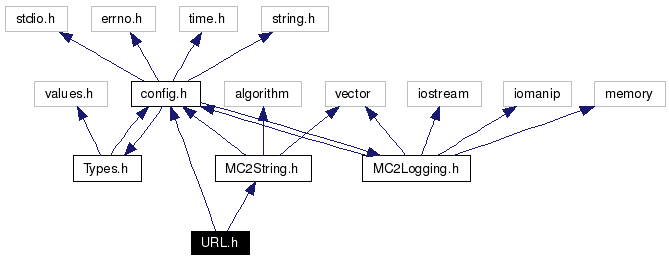 stdio.h errno.h time.h string.h
values.h config.h algorithm vector iostream iomanip memory
Types.h MC2String.h MC2Logging.h
URL.h